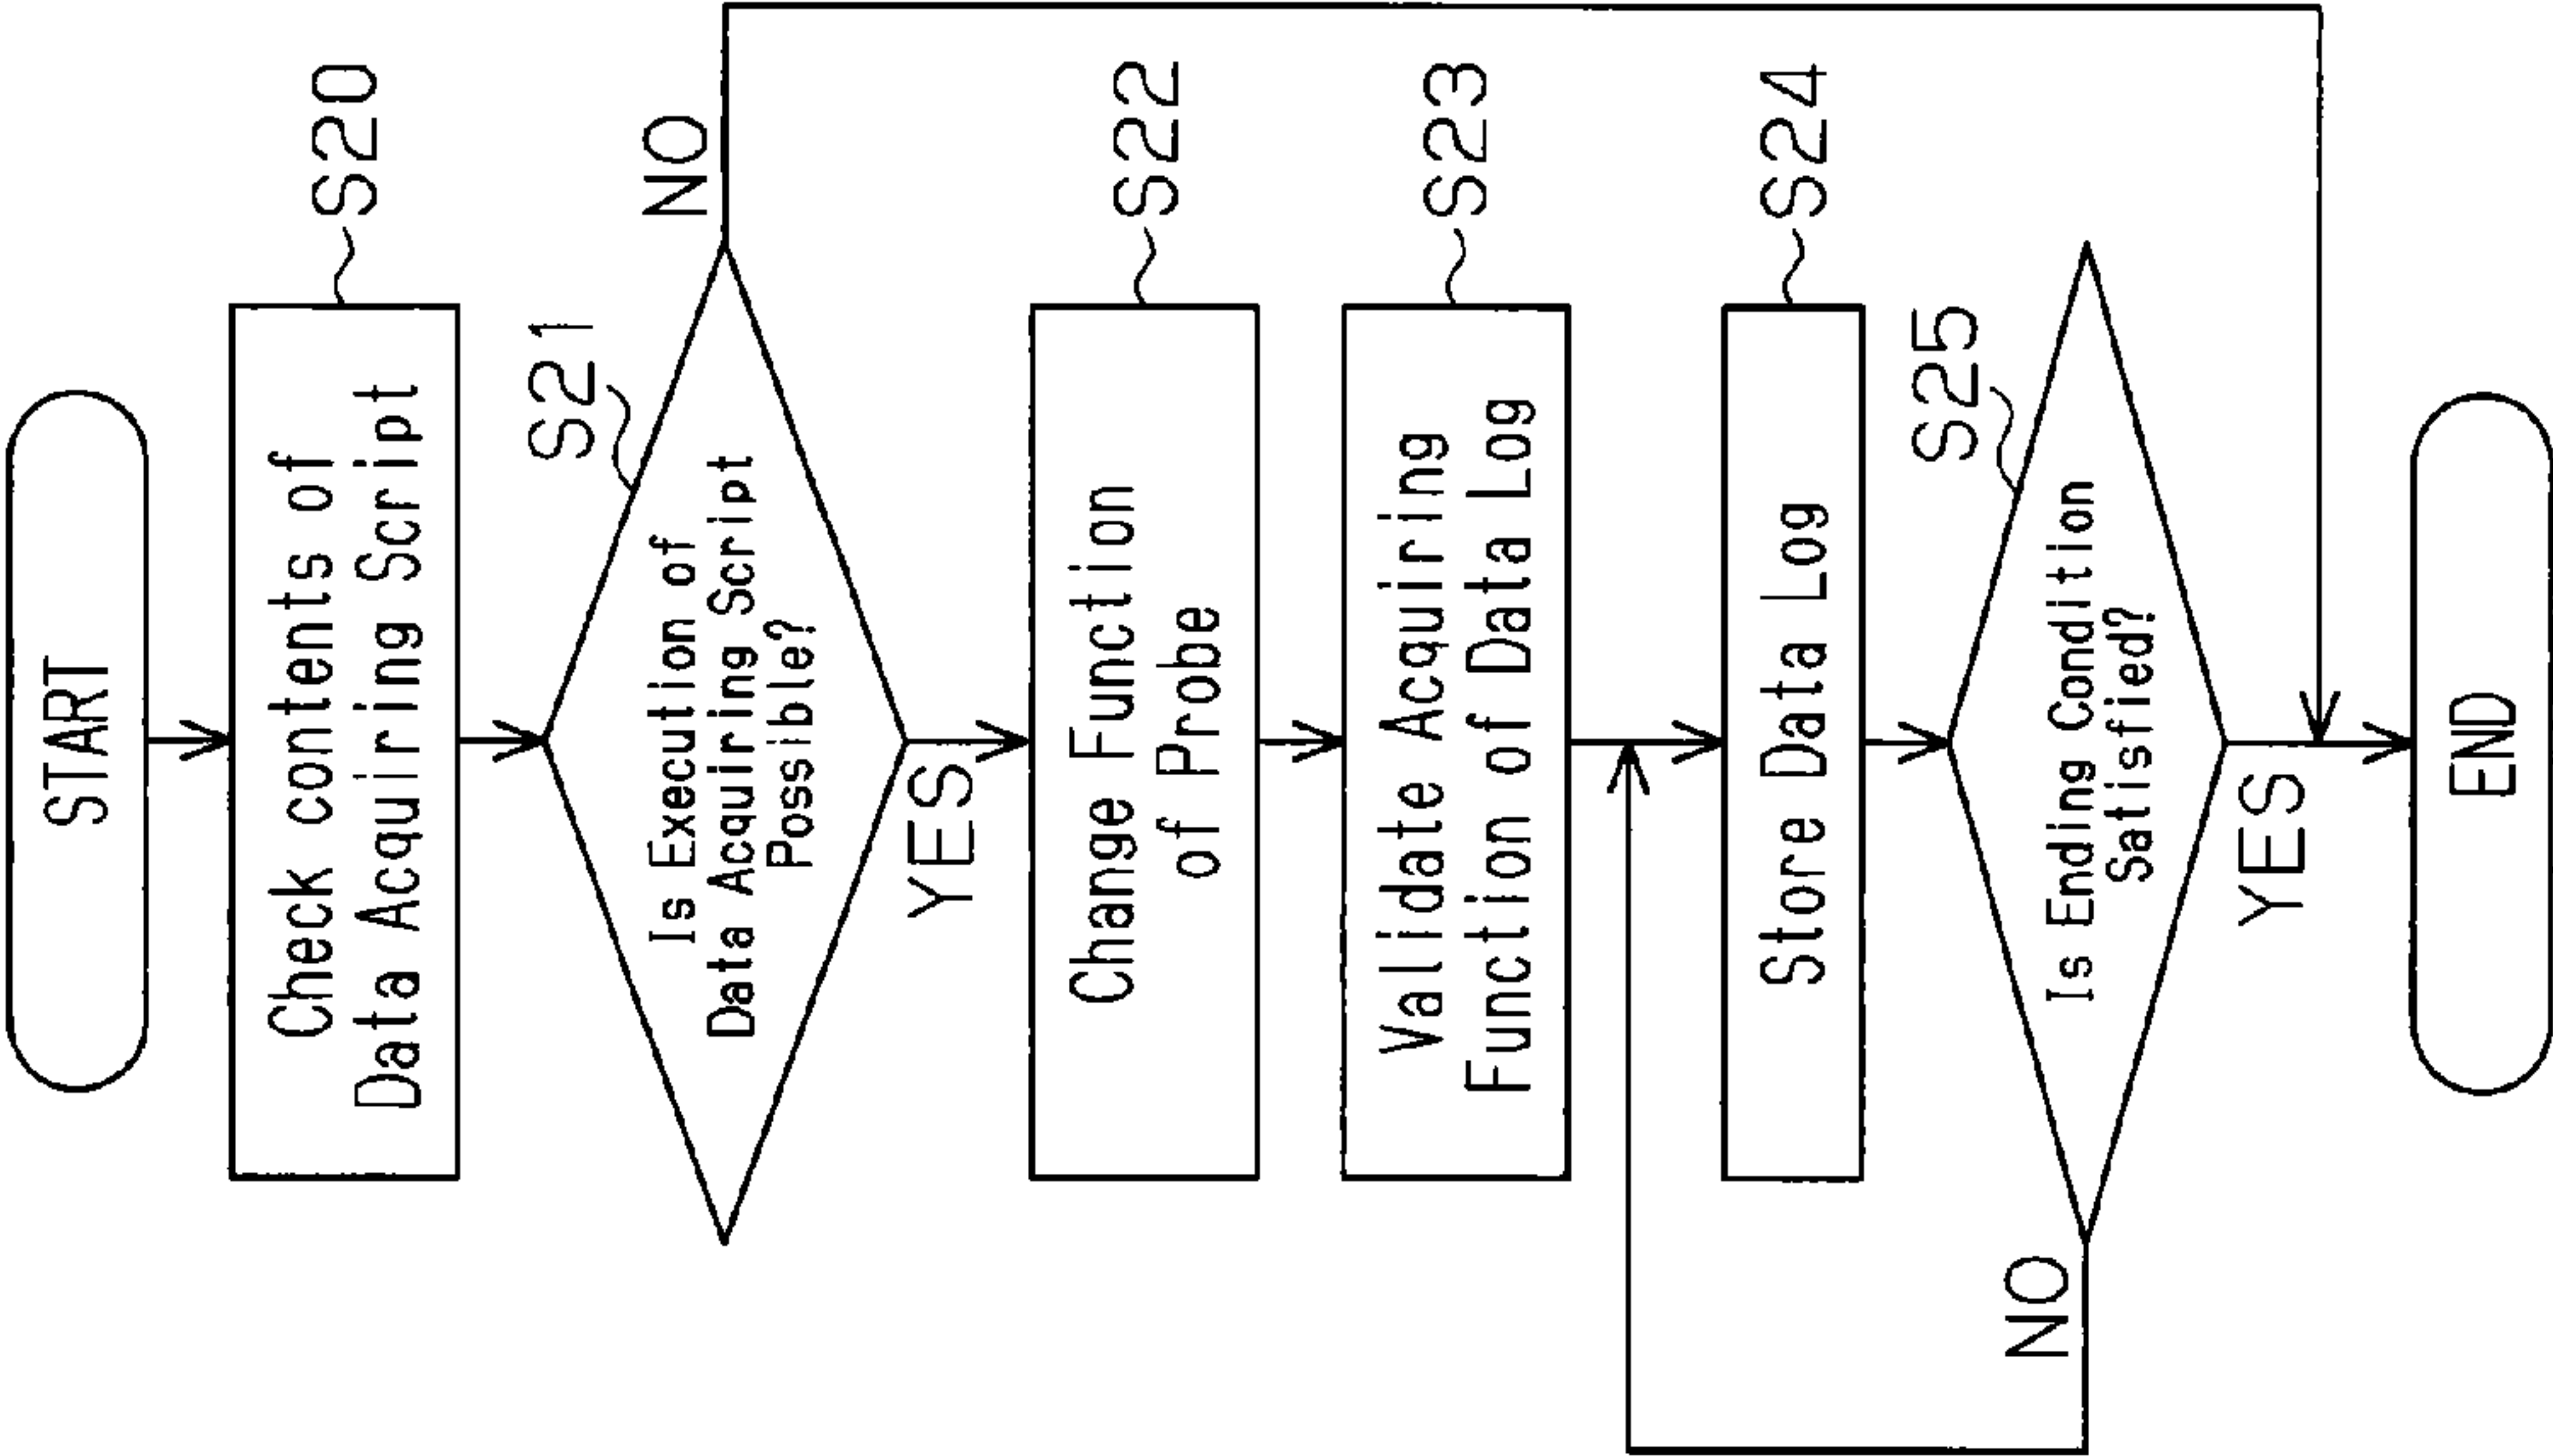 START
Check contents of
Data Acquiring Script
S20
Is Execution of
Data Acquiring Script
Possible?
S21
NO
YES
Change Function
of Probe
S22
Validate Acquiring
Function of Data Log
S23
Store Data Log
S24
Is Ending Condition
Satisfied?
S25
NO
YES
END